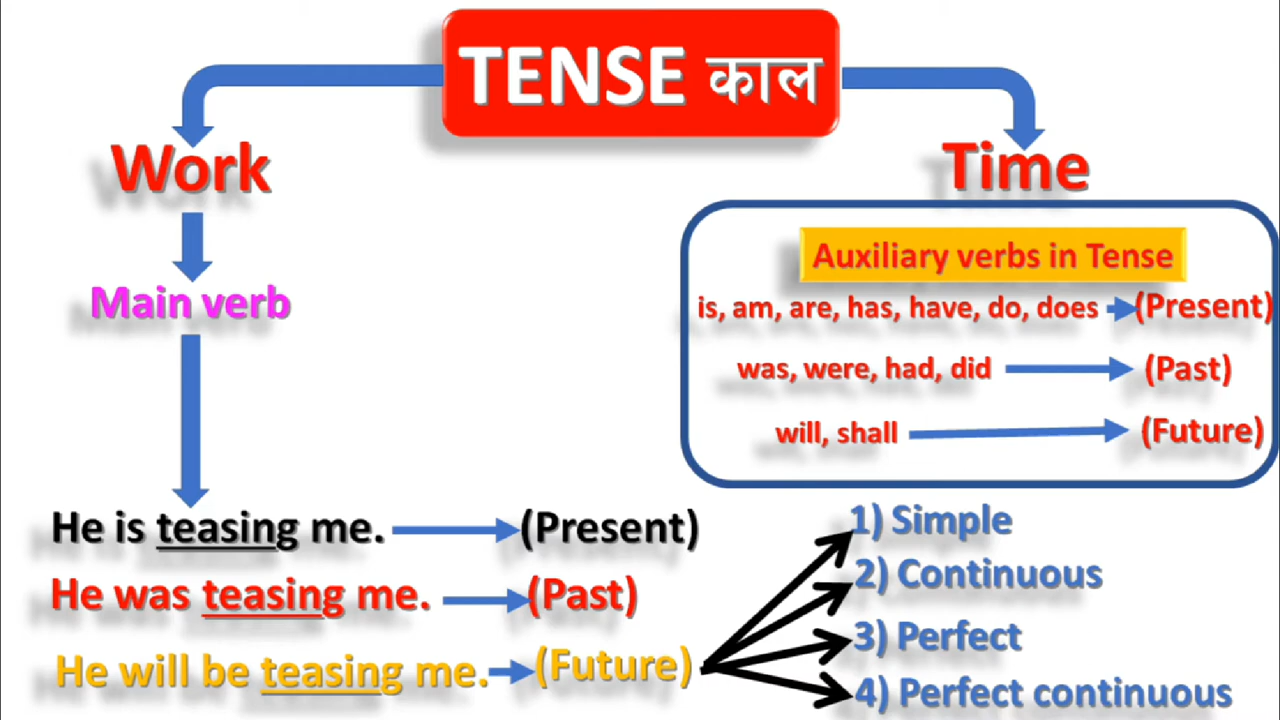 TENSE काल
Work
Time
Main verb
Auxiliary verbs in Tense
is, am, are, has, have, do, does (Present)
was, were, had, did (Past)
will, shall (Future)
He is teasing me. (Present)
He was teasing me. (Past)
He will be teasing me. (Future)
1) Simple
2) Continuous
3) Perfect
4) Perfect continuous